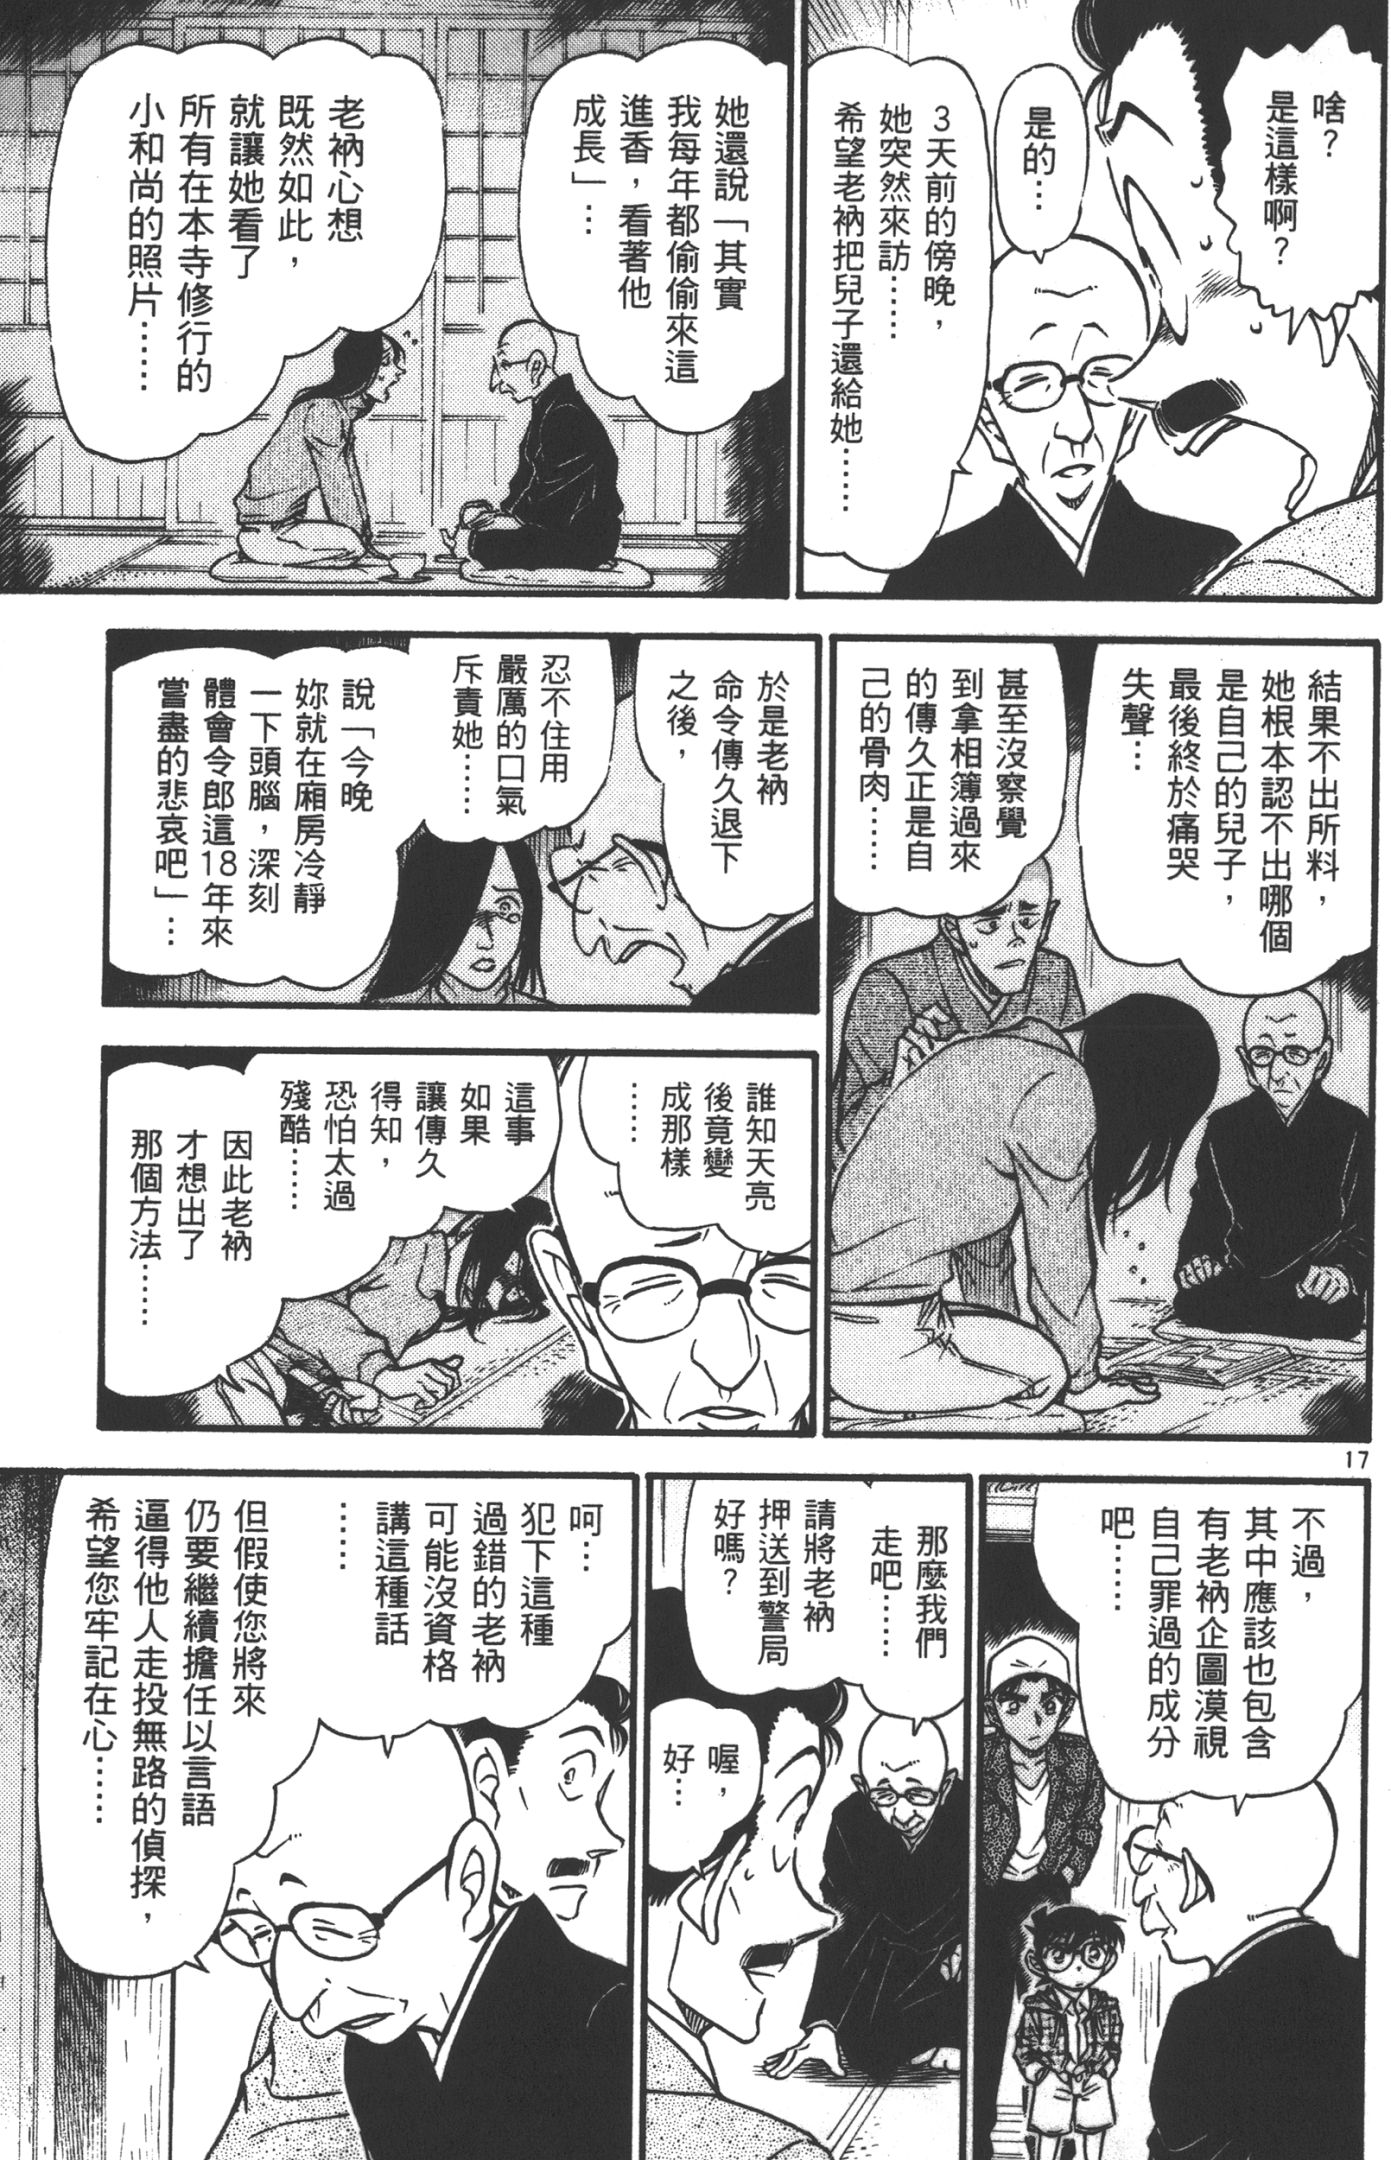 啥？
是這樣啊？
是的…
3天前的傍晚，
她突然來訪……
希望老衲把兒子還給她……
她還說「其實
我每年都偷偷來這
進香，看著他
成長」…
老衲心想
既然如此，
就讓她看了
所有在本寺修行的
小和尚的照片……
結果不出所料，
她根本認不出哪個
是自己的兒子，
最後終於痛哭
失聲…
甚至沒察覺
到拿相簿過來
的傳久正是自
己的骨肉……
於是老衲
命令傳久退下
之後，
忍不住用
嚴厲的口氣
斥責她……
說「今晚
妳就在廂房冷靜
一下頭腦，深刻
體會令郎這18年來
嘗盡的悲哀吧」…
誰知天亮
後竟變
成那樣
……
這事
如果
讓傳久
得知，
恐怕太過
殘酷……
因此老衲
才想出了
那個方法……
17
不過，
其中應該也包含
有老衲企圖漠視
自己罪過的成分
吧……
那麼我們
走吧……
請將老衲
押送到警局
好嗎？
喔，
好…
呵…
犯下這種
過錯的老衲
可能沒資格
講這種話
……
但假使您將來
仍要繼續擔任以言語
逼得他人走投無路的偵探，
希望您牢記在心……